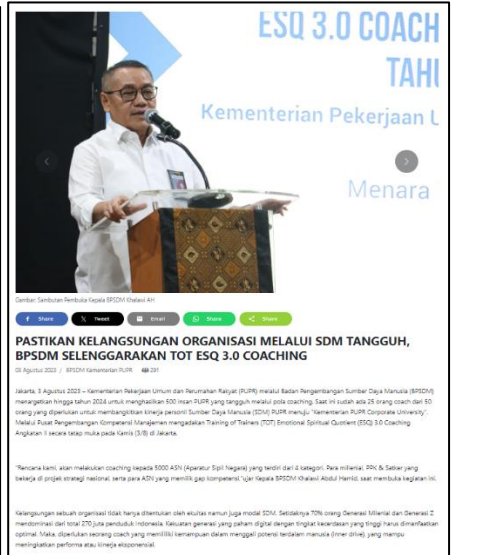 ESQ 3.0 COACH
TAHU
Kementerian Pekerjaan U
Menara
Gambar: Sambutan Pembuka Kepala BPSDM Khalawi AH
Share
Tweet
Email
Share
Share
PASTIKAN KELANGSUNGAN ORGANISASI MELALUI SDM TANGGUH,
BPSDM SELENGGARAKAN TOT ESQ 3.0 COACHING
03 Agustus 2023 / BPSDM Kementerian PUPR 291
Jakarta, 3 Agustus 2023 – Kementerian Pekerjaan Umum dan Perumahan Rakyat (PUPR) melalui Badan Pengembangan Sumber Daya Manusia (BPSDM)
menargetkan hingga tahun 2024 untuk menghasilkan 500 insan PUPR yang tangguh melalui pola coaching. Saat ini sudah ada 25 orang coach dari 50
orang yang diperlukan untuk membangkitkan kinerja personil Sumber Daya Manusia (SDM) PUPR menuju "Kementerian PUPR Corporate University".
Melalui Pusat Pengembangan Kompetensi Manajemen mengadakan Training of Trainers (TOT) Emotional Spiritual Quotient (ESQ) 3.0 Coaching
Angkatan II secara tatap muka pada Kamis (3/8) di Jakarta.
"Rencana kami, akan melakukan coaching kepada 5000 ASN (Aparatur Sipil Negara) yang terdiri dari 4 kategori. Para milenial, PPK & Satker yang
bekerja di projek strategi nasional, serta para ASN yang memilik gap kompetensi."ujar Kepala BPSDM Khalawi Abdul Hamid, saat membuka kegiatan ini.
Kelangsungan sebuah organisasi tidak hanya ditentukan oleh ekuitas namun juga modal SDM. Setidaknya 70% orang Generasi Milenial dan Generasi Z
mendominasi dari total 270 juta penduduk Indonesia. Kekuatan generasi yang paham digital dengan tingkat kecerdasan yang tinggi harus dimanfaatkan
optimal. Maka, diperlukan seorang coach yang memilliki kemampuan dalam menggali potensi terdalam manusia (inner drive), yang mampu
meningkatkan performa atau kinerja eksponensial.